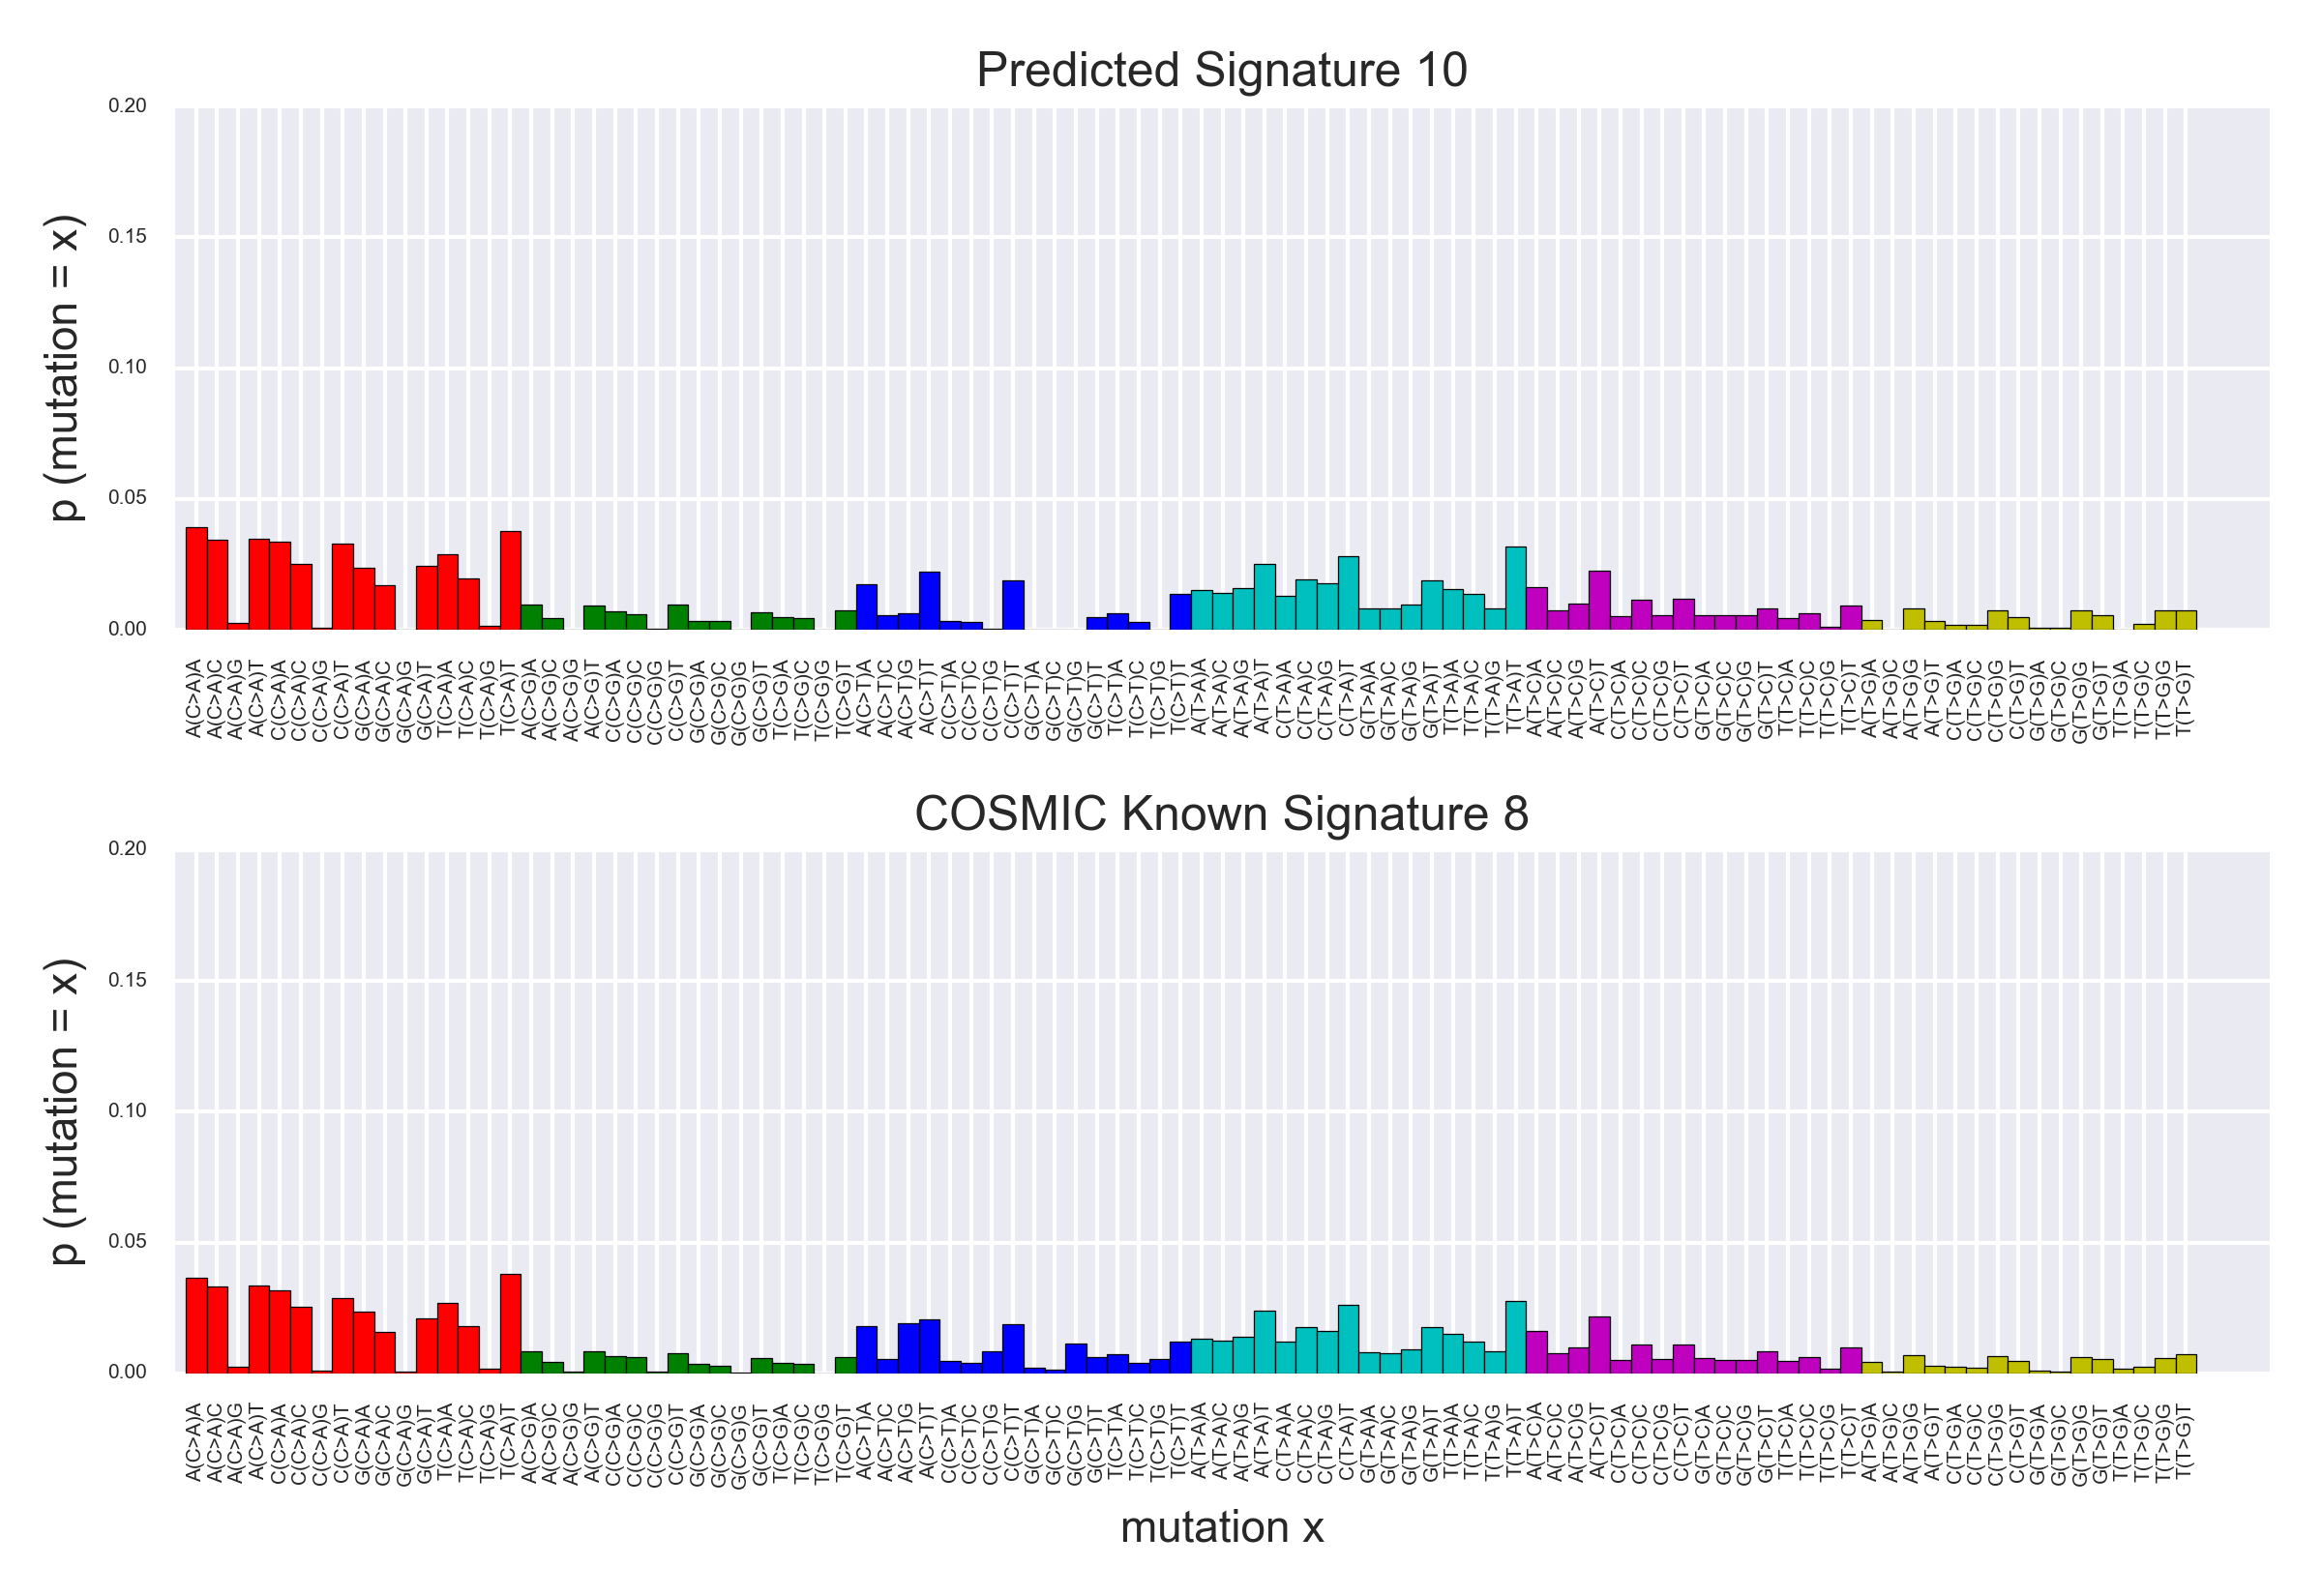 Predicted Signature 10
0.20
0.15
0.10
0.05
0.00
p (mutation = x)
A(C>A)A A(C>A)C A(C>A)G A(C>A)T C(C>A)A C(C>A)C C(C>A)G C(C>A)T G(C>A)A G(C>A)C G(C>A)G G(C>A)T T(C>A)A T(C>A)C T(C>A)G T(C>A)T A(C>G)A A(C>G)C A(C>G)G A(C>G)T C(C>G)A C(C>G)C C(C>G)G C(C>G)T G(C>G)A G(C>G)C G(C>G)G G(C>G)T T(C>G)A T(C>G)C T(C>G)G T(C>G)T A(C>T)A A(C>T)C A(C>T)G A(C>T)T C(C>T)A C(C>T)C C(C>T)G C(C>T)T G(C>T)A G(C>T)C G(C>T)G G(C>T)T T(C>T)A T(C>T)C T(C>T)G T(C>T)T A(T>A)A A(T>A)C A(T>A)G A(T>A)T C(T>A)A C(T>A)C C(T>A)G C(T>A)T G(T>A)A G(T>A)C G(T>A)G G(T>A)T T(T>A)A T(T>A)C T(T>A)G T(T>A)T A(T>C)A A(T>C)C A(T>C)G A(T>C)T C(T>C)A C(T>C)C C(T>C)G C(T>C)T G(T>C)A G(T>C)C G(T>C)G G(T>C)T T(T>C)A T(T>C)C T(T>C)G T(T>C)T A(T>G)A A(T>G)C A(T>G)G A(T>G)T C(T>G)A C(T>G)C C(T>G)G C(T>G)T G(T>G)A G(T>G)C G(T>G)G G(T>G)T T(T>G)A T(T>G)C T(T>G)G T(T>G)T
COSMIC Known Signature 8
0.20
0.15
0.10
0.05
0.00
p (mutation = x)
A(C>A)A A(C>A)C A(C>A)G A(C>A)T C(C>A)A C(C>A)C C(C>A)G C(C>A)T G(C>A)A G(C>A)C G(C>A)G G(C>A)T T(C>A)A T(C>A)C T(C>A)G T(C>A)T A(C>G)A A(C>G)C A(C>G)G A(C>G)T C(C>G)A C(C>G)C C(C>G)G C(C>G)T G(C>G)A G(C>G)C G(C>G)G G(C>G)T T(C>G)A T(C>G)C T(C>G)G T(C>G)T A(C>T)A A(C>T)C A(C>T)G A(C>T)T C(C>T)A C(C>T)C C(C>T)G C(C>T)T G(C>T)A G(C>T)C G(C>T)G G(C>T)T T(C>T)A T(C>T)C T(C>T)G T(C>T)T A(T>A)A A(T>A)C A(T>A)G A(T>A)T C(T>A)A C(T>A)C C(T>A)G C(T>A)T G(T>A)A G(T>A)C G(T>A)G G(T>A)T T(T>A)A T(T>A)C T(T>A)G T(T>A)T A(T>C)A A(T>C)C A(T>C)G A(T>C)T C(T>C)A C(T>C)C C(T>C)G C(T>C)T G(T>C)A G(T>C)C G(T>C)G G(T>C)T T(T>C)A T(T>C)C T(T>C)G T(T>C)T A(T>G)A A(T>G)C A(T>G)G A(T>G)T C(T>G)A C(T>G)C C(T>G)G C(T>G)T G(T>G)A G(T>G)C G(T>G)G G(T>G)T T(T>G)A T(T>G)C T(T>G)G T(T>G)T
mutation x